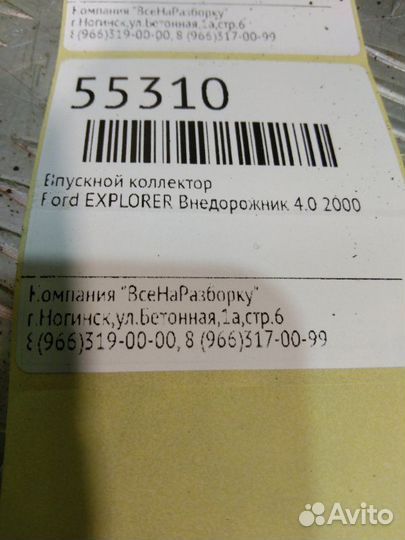 Компания "ВсеНаРазборку"
г.Ногинск,ул.Бетонная,1а,стр.6
8(966)319-00-00, 8 (966)317-00-99
55310
Впускной коллектор
Ford EXPLORER Внедорожник 4.0 2000
Компания "ВсеНаРазборку"
г.Ногинск,ул.Бетонная,1а,стр.6
8(966)319-00-00, 8 (966)317-00-99
Avito